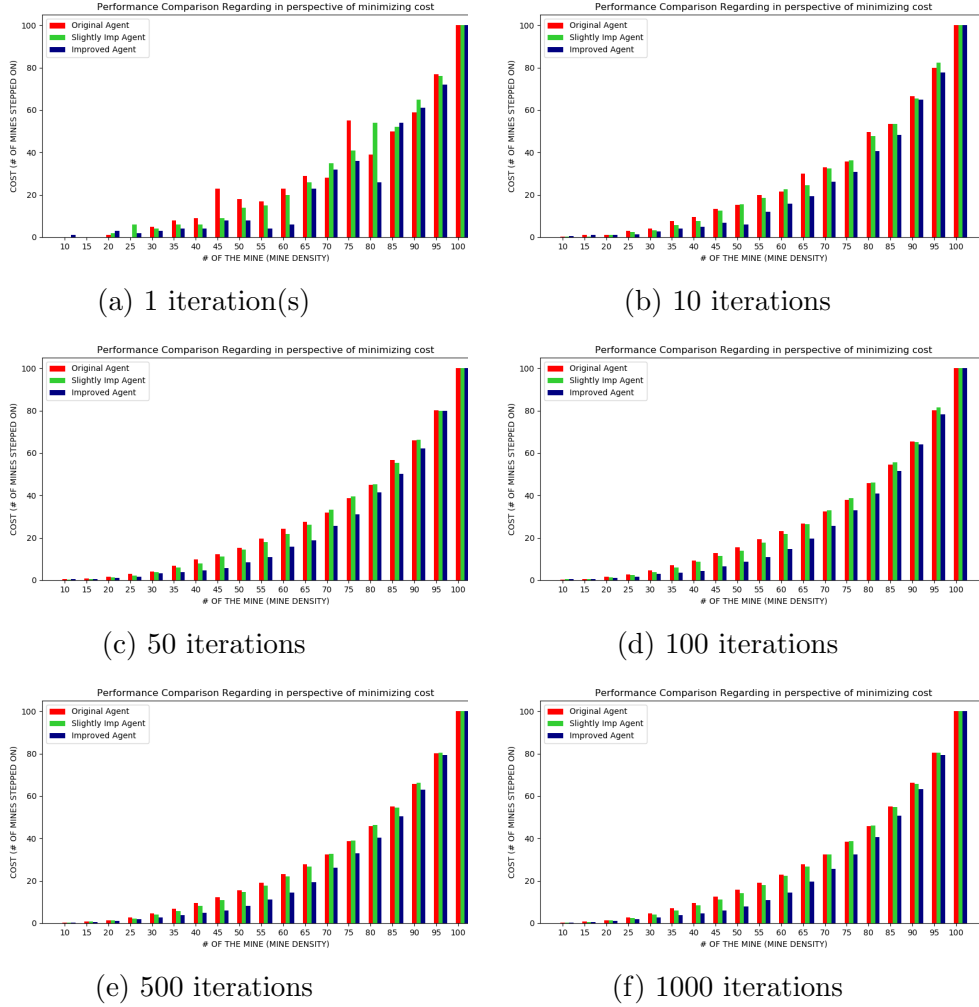 Performance Comparison Regarding in perspective of minimizing cost
Original Agent
Slightly Imp Agent
Improved Agent
COST (# OF MINES STEPPED ON)
100
80
60
40
20
0
10 15 20 25 30 35 40 45 50 55 60 65 70 75 80 85 90 95 100
# OF THE MINE (MINE DENSITY)
(a) 1 iteration(s)
Performance Comparison Regarding in perspective of minimizing cost
Original Agent
Slightly Imp Agent
Improved Agent
COST (# OF MINES STEPPED ON)
100
80
60
40
20
0
10 15 20 25 30 35 40 45 50 55 60 65 70 75 80 85 90 95 100
# OF THE MINE (MINE DENSITY)
(b) 10 iterations
Performance Comparison Regarding in perspective of minimizing cost
Original Agent
Slightly Imp Agent
Improved Agent
COST (# OF MINES STEPPED ON)
100
80
60
40
20
0
10 15 20 25 30 35 40 45 50 55 60 65 70 75 80 85 90 95 100
# OF THE MINE (MINE DENSITY)
(c) 50 iterations
Performance Comparison Regarding in perspective of minimizing cost
Original Agent
Slightly Imp Agent
Improved Agent
COST (# OF MINES STEPPED ON)
100
80
60
40
20
0
10 15 20 25 30 35 40 45 50 55 60 65 70 75 80 85 90 95 100
# OF THE MINE (MINE DENSITY)
(d) 100 iterations
Performance Comparison Regarding in perspective of minimizing cost
Original Agent
Slightly Imp Agent
Improved Agent
COST (# OF MINES STEPPED ON)
100
80
60
40
20
0
10 15 20 25 30 35 40 45 50 55 60 65 70 75 80 85 90 95 100
# OF THE MINE (MINE DENSITY)
(e) 500 iterations
Performance Comparison Regarding in perspective of minimizing cost
Original Agent
Slightly Imp Agent
Improved Agent
COST (# OF MINES STEPPED ON)
100
80
60
40
20
0
10 15 20 25 30 35 40 45 50 55 60 65 70 75 80 85 90 95 100
# OF THE MINE (MINE DENSITY)
(f) 1000 iterations